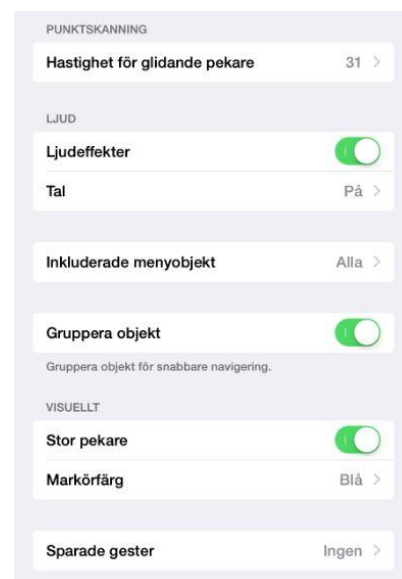 PUNKTSKANNING
Hastighet för glidande pekare 31
LJUD
Ljudeffekter
Tal På
Inkluderade menyobjekt Alla
Gruppera objekt
Gruppera objekt för snabbare navigering.
VISUELLT
Stor pekare
Markörfärg Blå
Sparade gester Ingen